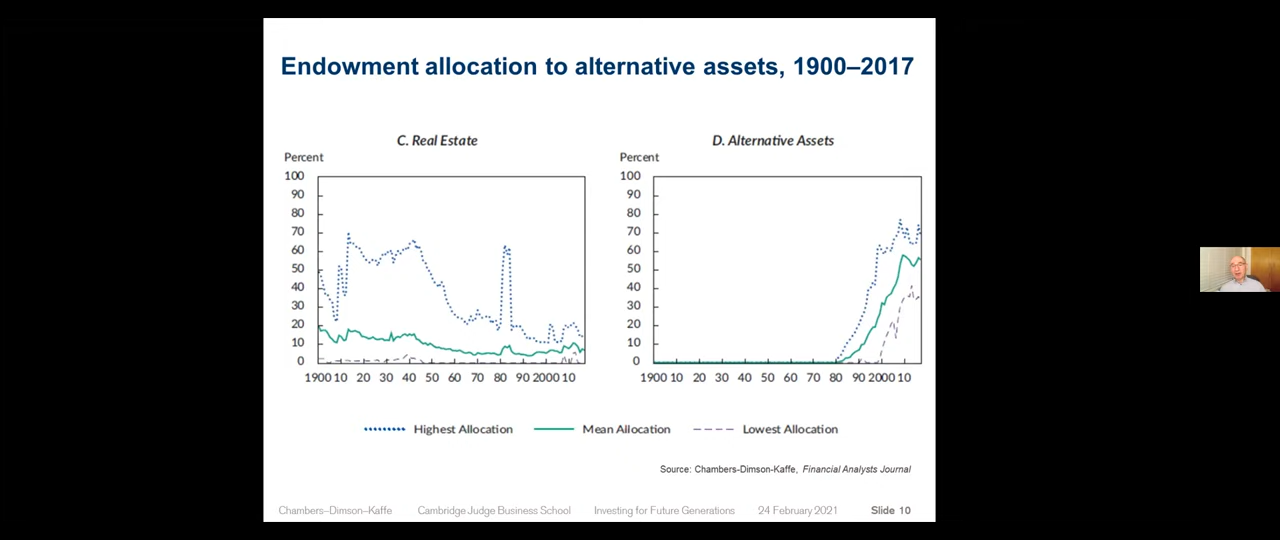 Endowment allocation to alternative assets, 1900–2017
C. Real Estate
Percent
100
90
80
70
60
50
40
30
20
10
0
1900 10 20 30 40 50 60 70 80 90 2000 10
D. Alternative Assets
Percent
100
90
80
70
60
50
40
30
20
10
0
1900 10 20 30 40 50 60 70 80 90 2000 10
Highest Allocation Mean Allocation Lowest Allocation
Source: Chambers-Dimson-Kaffe, Financial Analysts Journal
Chambers–Dimson–Kaffe Cambridge Judge Business School Investing for Future Generations 24 February 2021 Slide 10